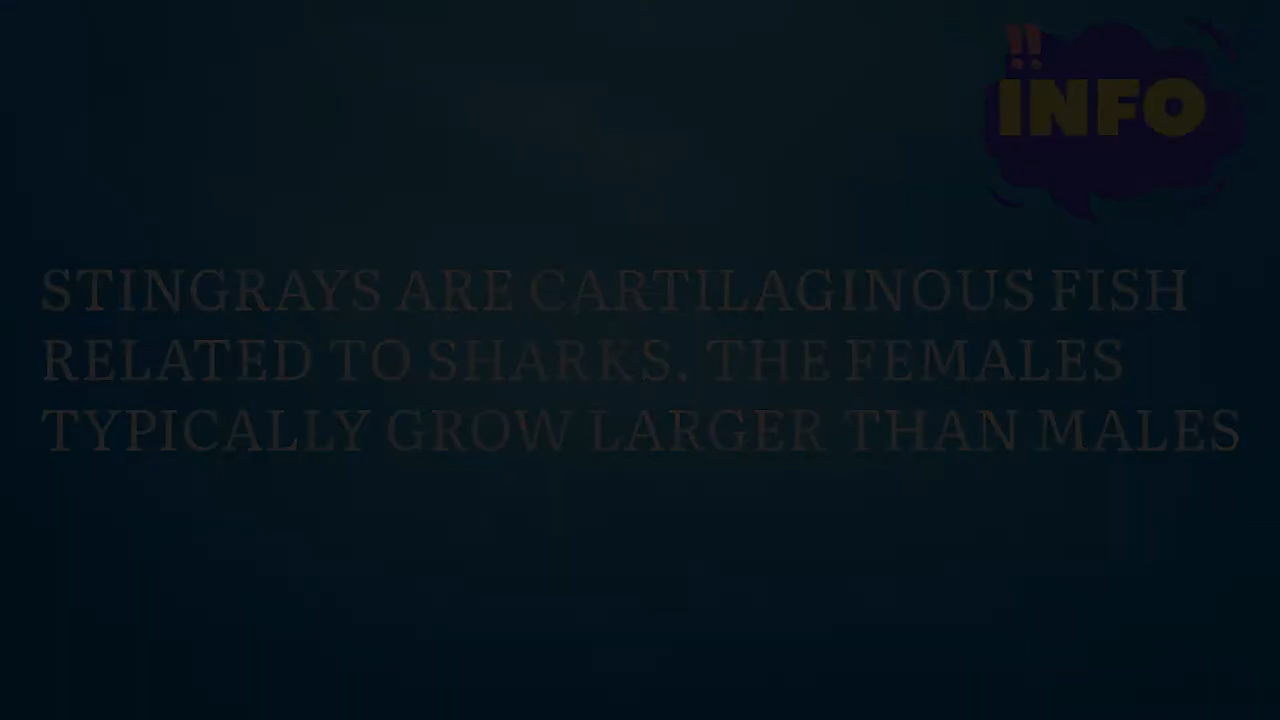 !!
INFO
STINGRAYS ARE CARTILAGINOUS FISH
RELATED TO SHARKS. THE FEMALES
TYPICALLY GROW LARGER THAN MALES